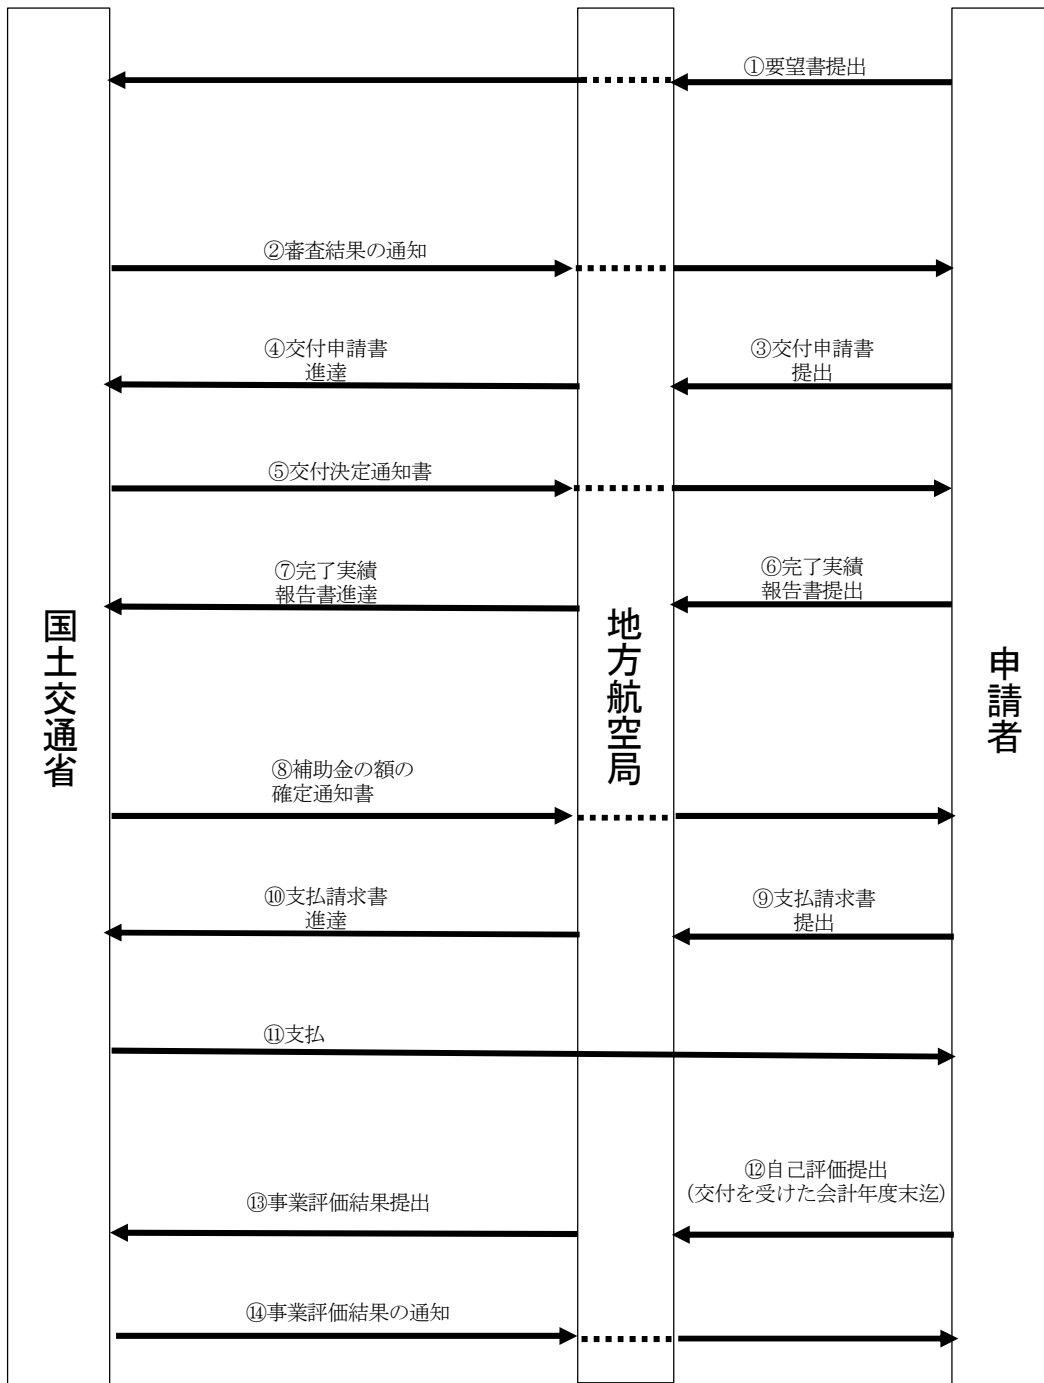 ①要望書提出
②審査結果の通知
④交付申請書
進達
③交付申請書
提出
⑤交付決定通知書
⑦完了実績
報告書進達
⑥完了実績
報告書提出
国土交通省
地方航空局
申請者
⑧補助金の額の
確定通知書
⑩支払請求書
進達
⑨支払請求書
提出
⑪支払
⑫自己評価提出
(交付を受けた会計年度末迄)
⑬事業評価結果提出
⑭事業評価結果の通知